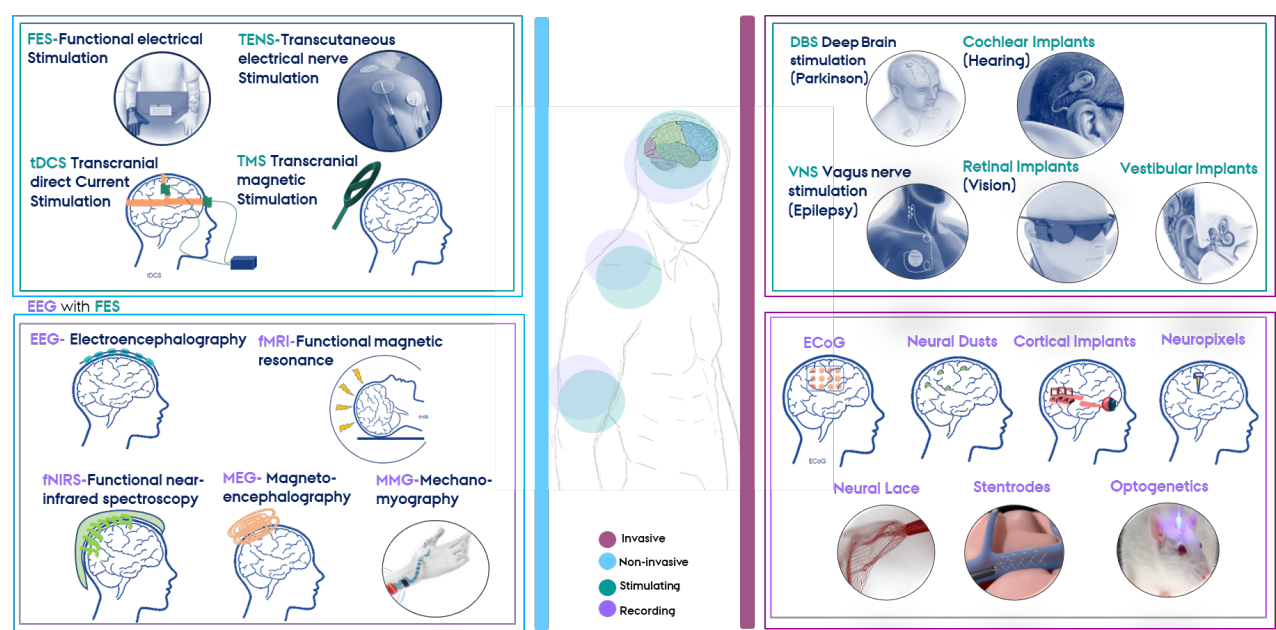 FES-Functional electrical
Stimulation
TENS-Transcutaneous
electrical nerve
Stimulation
tDCS Transcranial
direct Current
Stimulation
tDCS
TMS Transcranial
magnetic
Stimulation
EEG with FES
EEG- Electroencephalography
fMRI-Functional magnetic
resonance
fMRI
fNIRS-Functional near-
infrared spectroscopy
MEG- Magneto-
encephalography
MMG-Mechano-
myography
Invasive
Non-invasive
Stimulating
Recording
DBS Deep Brain
stimulation
(Parkinson)
Cochlear Implants
(Hearing)
VNS Vagus nerve
stimulation
(Epilepsy)
Retinal Implants
(Vision)
Vestibular Implants
ECoG
ECoG
Neural Dusts
Cortical Implants
Neuropixels
Neural Lace
Stentrodes
Optogenetics